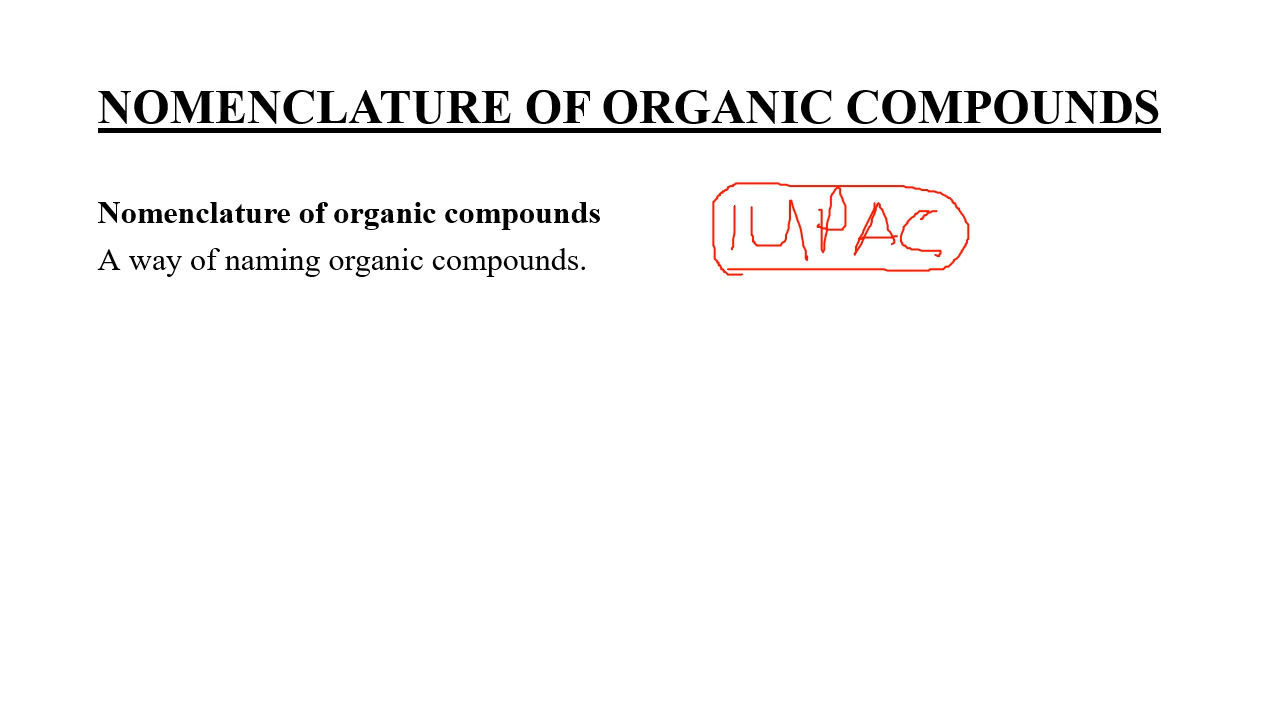 NOMENCLATURE OF ORGANIC COMPOUNDS
Nomenclature of organic compounds
IUPAC
A way of naming organic compounds.